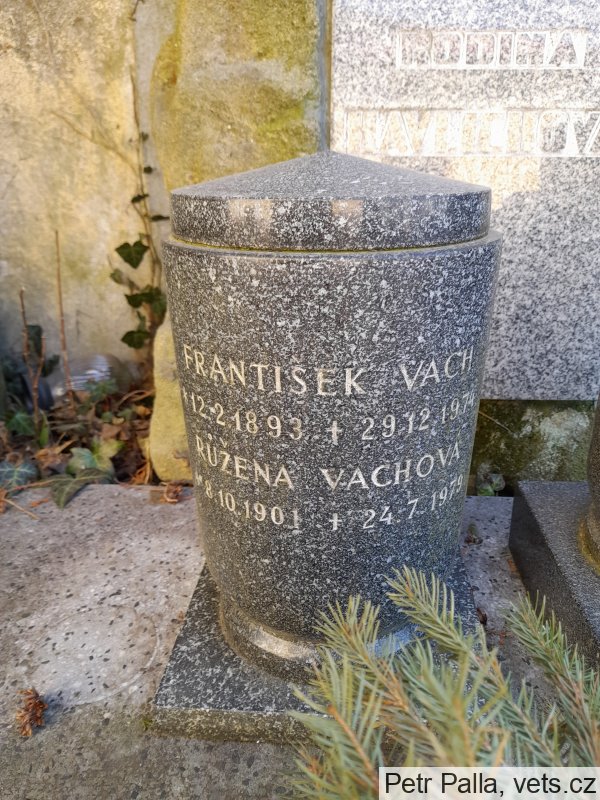 RODINA
FRANTIŠEK VACH
*12.2.1893 + 29.12.1974
RŮŽENA VACHOVÁ
*8.10.1901 + 24.7.1979
Petr Palla, vets.cz